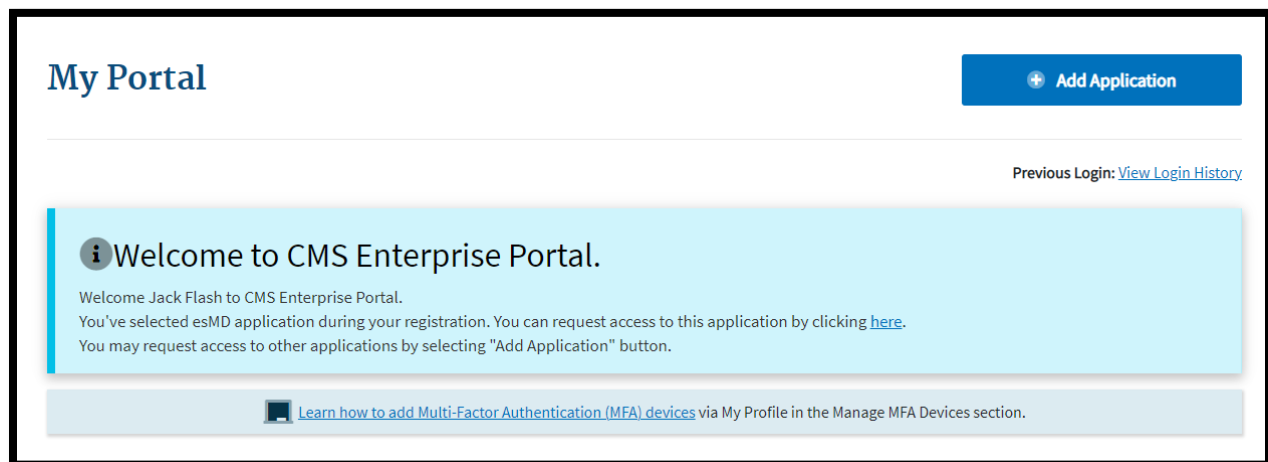 My Portal
Add Application
Previous Login: View Login History
Welcome to CMS Enterprise Portal.
Welcome Jack Flash to CMS Enterprise Portal.
You've selected esMD application during your registration. You can request access to this application by clicking here.
You may request access to other applications by selecting "Add Application" button.
Learn how to add Multi-Factor Authentication (MFA) devices via My Profile in the Manage MFA Devices section.